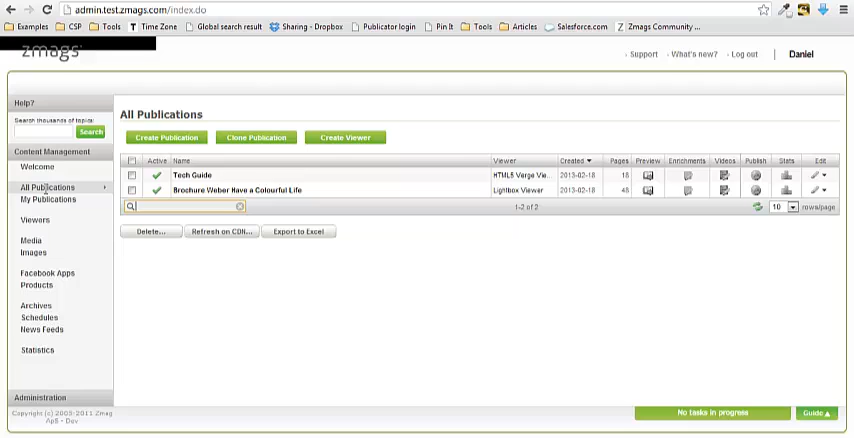 admin.test.zmags.com/index.do
Examples CSP Tools Time Zone Global search result Sharing - Dropbox Publicator login Pin It Tools Articles Salesforce.com Zmags Community ...
zmags
Support What's new? Log out Daniel
Help?
Search thousands of topics:
Search
Content Management
Welcome
All Publications
My Publications
Viewers
Media
Images
Facebook Apps
Products
Archives
Schedules
News Feeds
Statistics
Administration
Copyright (c) 2003-2011 Zmag
ApS - Dev
All Publications
Create Publication Clone Publication Create Viewer
Active Name Viewer Created Pages Preview Enrichments Videos Publish Stats Edit
Tech Guide HTML5 Verge Vie... 2013-02-18 18
Brochure Weber Have a Colourful Life Lightbox Viewer 2013-02-18 48
1-2 of 2 10 rows/page
Delete... Refresh on CDN... Export to Excel
No tasks in progress Guide